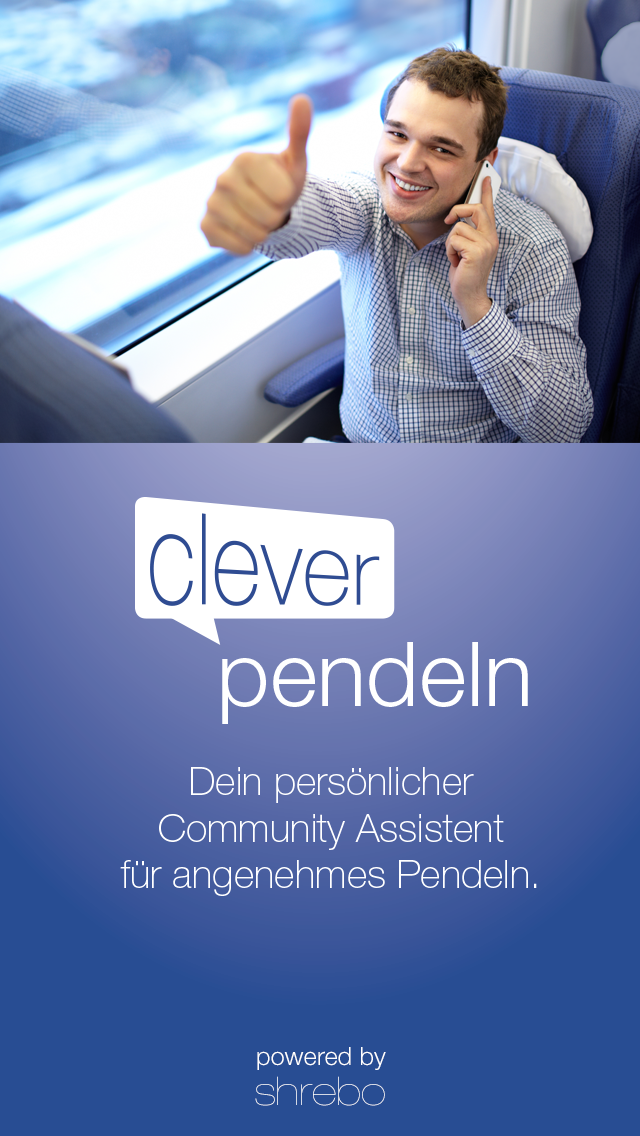 clever
pendeln
Dein persönlicher
Community Assistent
für angenehmes Pendeln.
powered by
shrebo